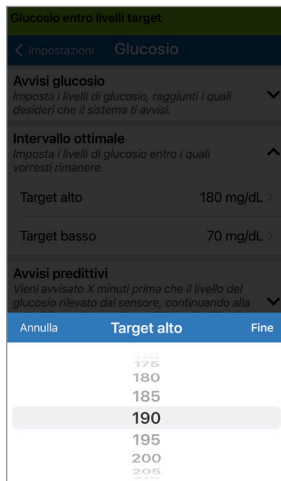 Glucosio entro livelli target
Impostazioni Glucosio
Avvisi glucosio
Imposta i livelli di glucosio, raggiunti i quali
desideri che il sistema ti avvisi.
Intervallo ottimale
Imposta i livelli di glucosio entro i quali
vorresti rimanere.
Target alto 180 mg/dL
Target basso 70 mg/dL
Avvisi predittivi
Vieni avvisato X minuti prima che il livello del
glucosio rilevato dal sensore, continuando alla
Annulla Target alto Fine
175
180
185
190
195
200
205